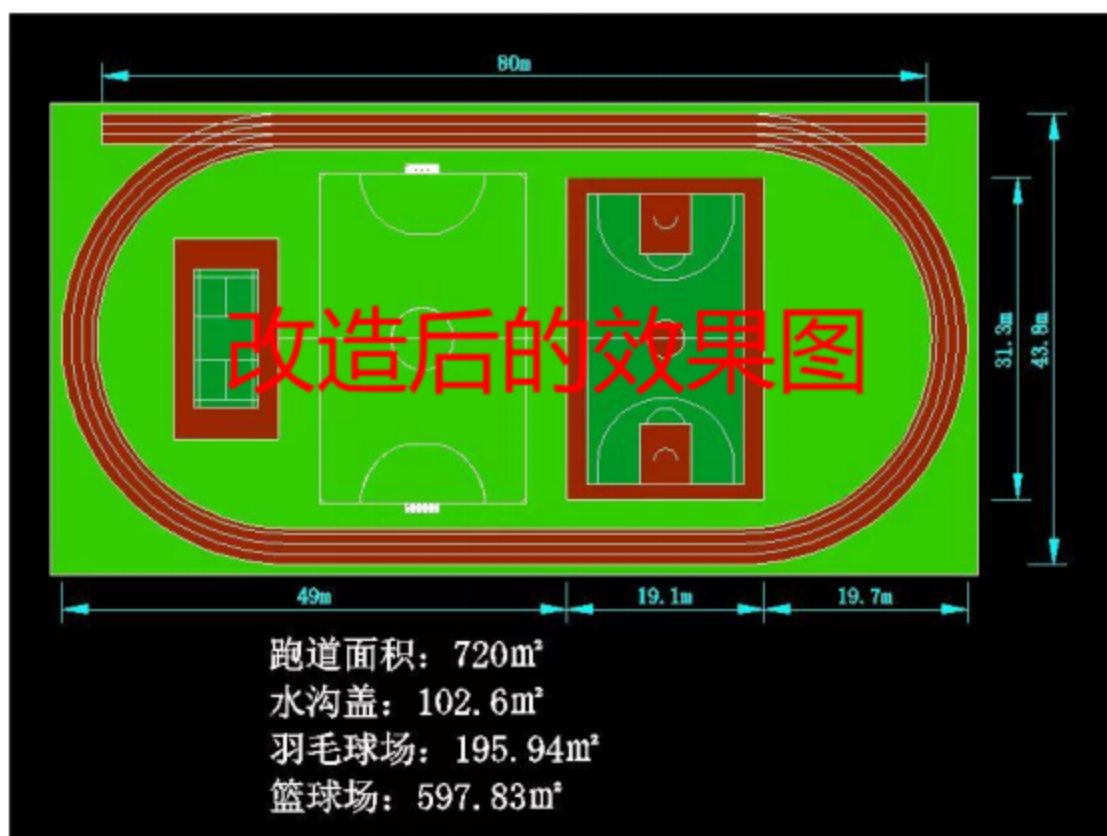 80m
改造后的效果图
31.3m
43.8m
49m
19.1m
19.7m
跑道面积：720㎡
水沟盖：102.6㎡
羽毛球场：195.94㎡
篮球场：597.83㎡